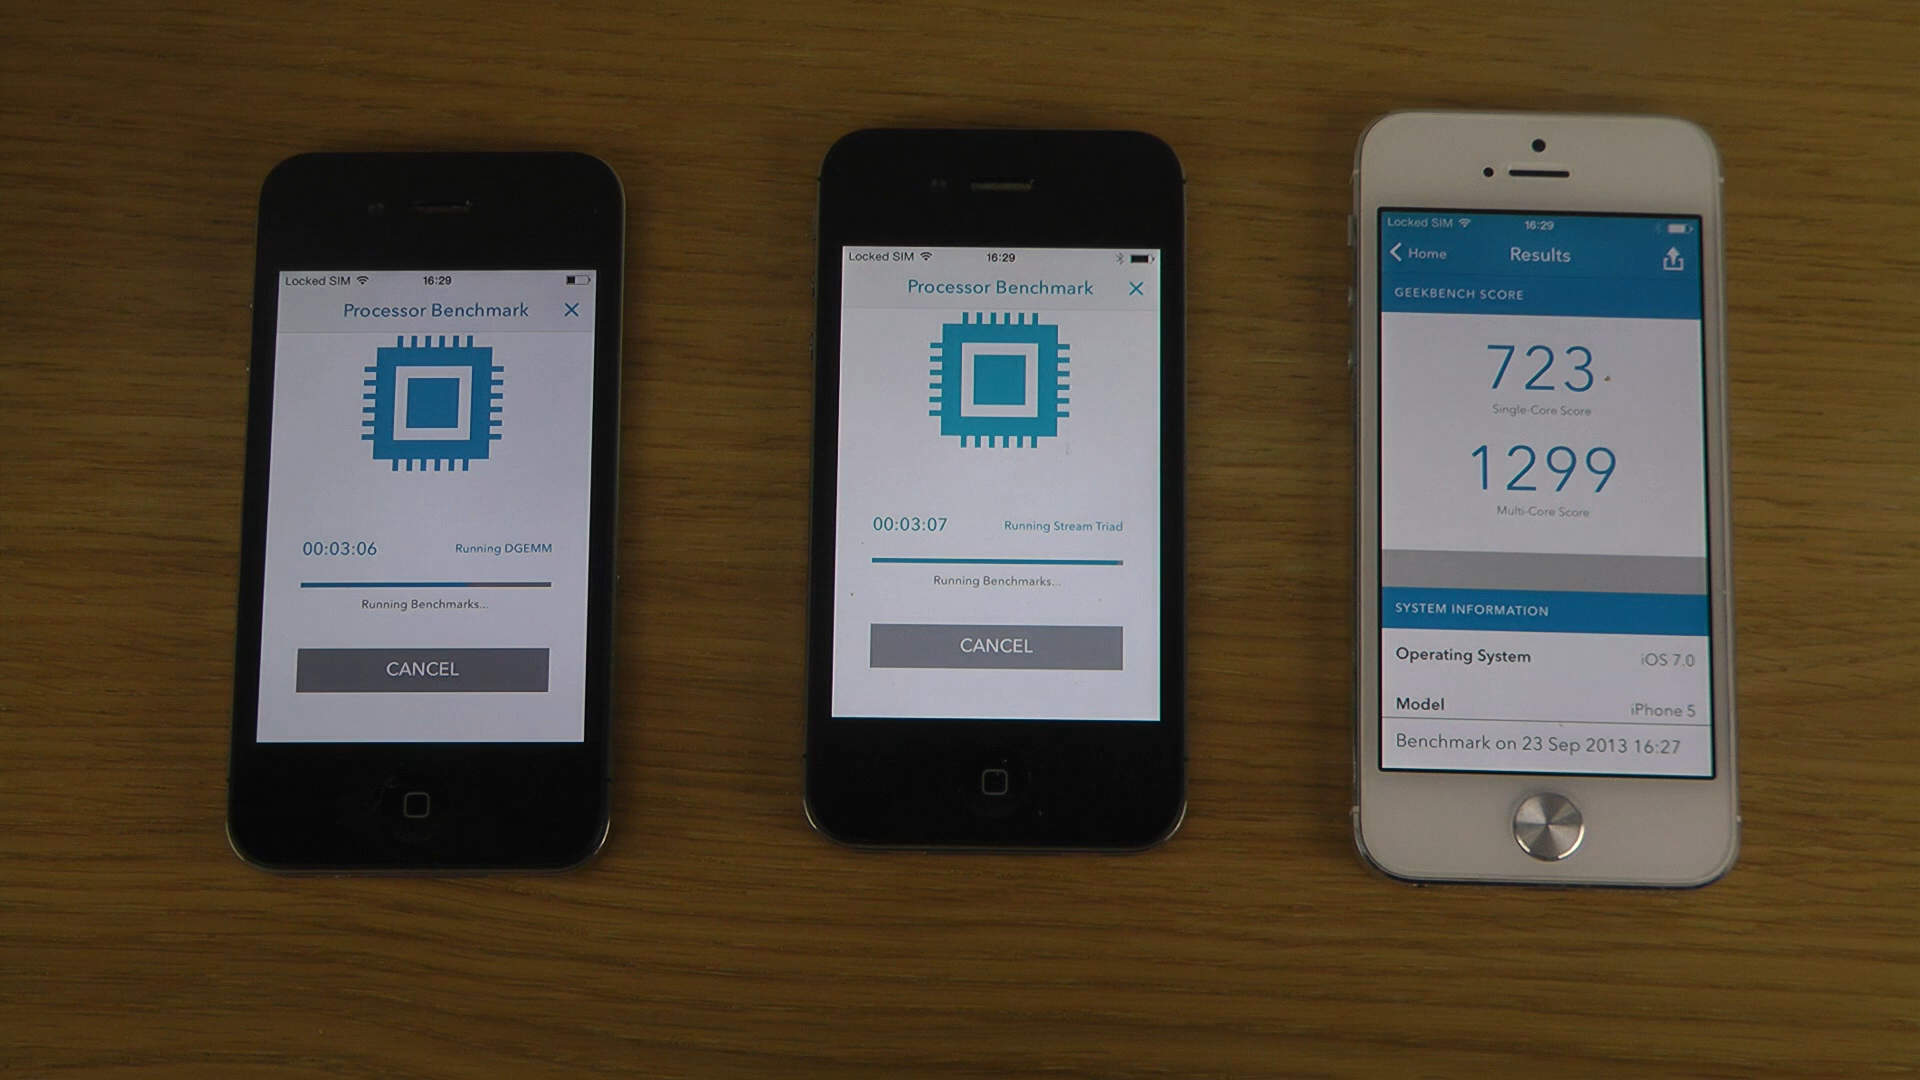 Locked SIM 16:29
Processor Benchmark
00:03:06 Running DGEMM
Running Benchmarks...
CANCEL
Locked SIM 16:29
Processor Benchmark
00:03:07 Running Stream Triad
Running Benchmarks...
CANCEL
Locked SIM 16:29
Home Results
GEEKBENCH SCORE
723
Single-Core Score
1299
Multi-Core Score
SYSTEM INFORMATION
Operating System iOS 7.0
Model iPhone 5
Benchmark on 23 Sep 2013 16:27